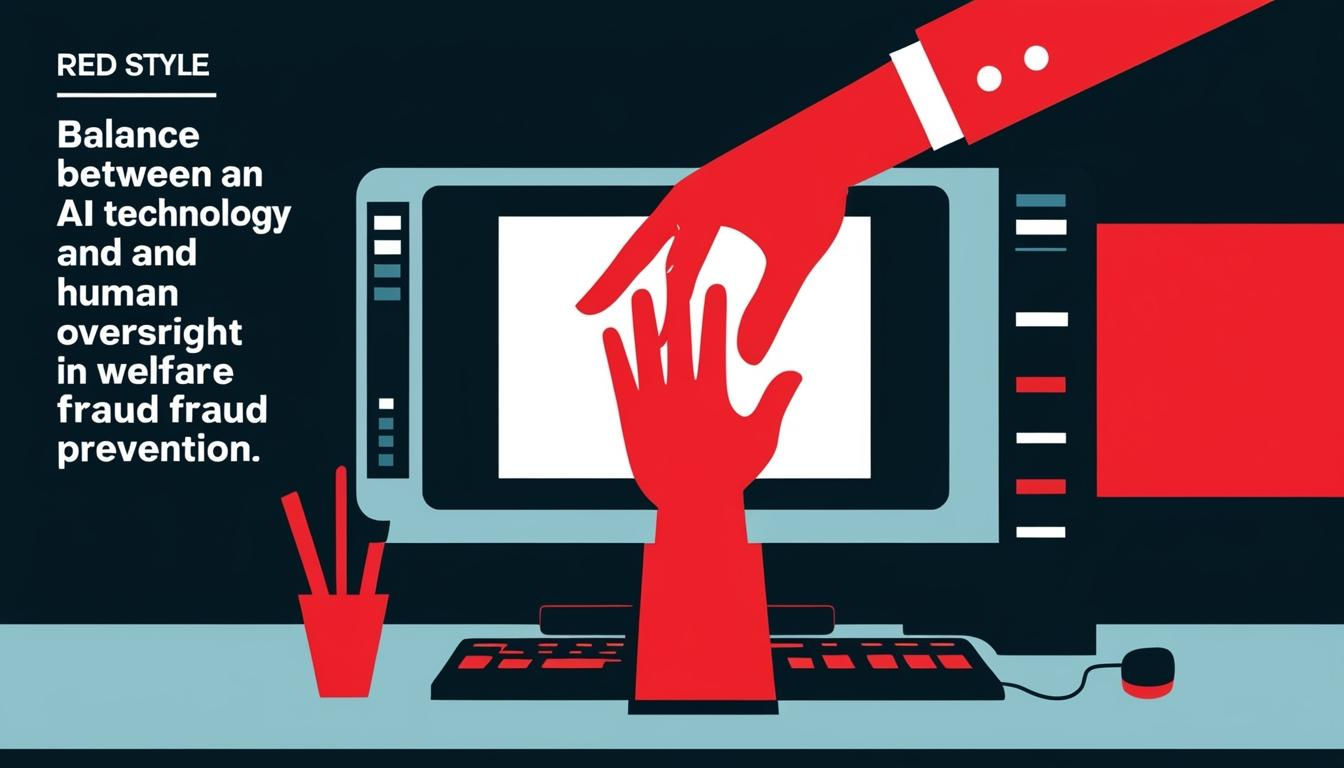 RED STYLE
Balance
between an
AI technology
and and
human
oversright
in welfare
fraud fraud
prevention.